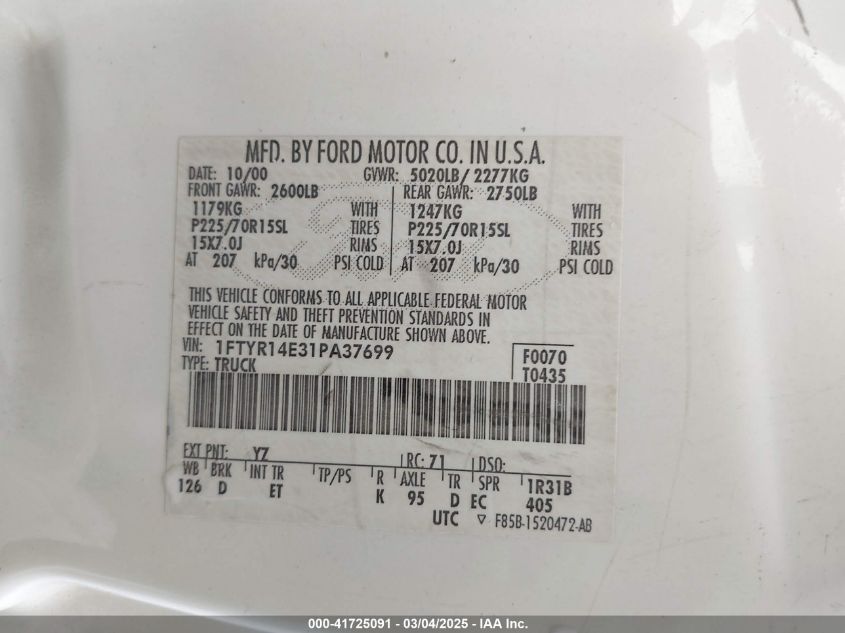 MFD. BY FORD MOTOR CO. IN U.S.A.
DATE: 10/00 GVWR: 5020LB/ 2277KG
FRONT GAWR: 2600LB REAR GAWR: 2750LB
1179KG WITH 1247KG WITH
P225/70R15SL TIRES P225/70R15SL TIRES
15X7.0J RIMS 15X7.0J RIMS
AT 207 kPa/30 PSI COLD AT 207 kPa/30 PSI COLD
THIS VEHICLE CONFORMS TO ALL APPLICABLE FEDERAL MOTOR
VEHICLE SAFETY AND THEFT PREVENTION STANDARDS IN
EFFECT ON THE DATE OF MANUFACTURE SHOWN ABOVE.
VIN: 1FTYR14E31PA37699 F0070
TYPE: TRUCK T0435
EXT PNT: YZ RC: 71 DSO:
WB BRK INT TR TP/PS R AXLE TR SPR 1R31B
126 D ET K 95 D EC 405
UTC ▽ F85B-1520472-AB
000-41725091 - 03/04/2025 - IAA Inc.